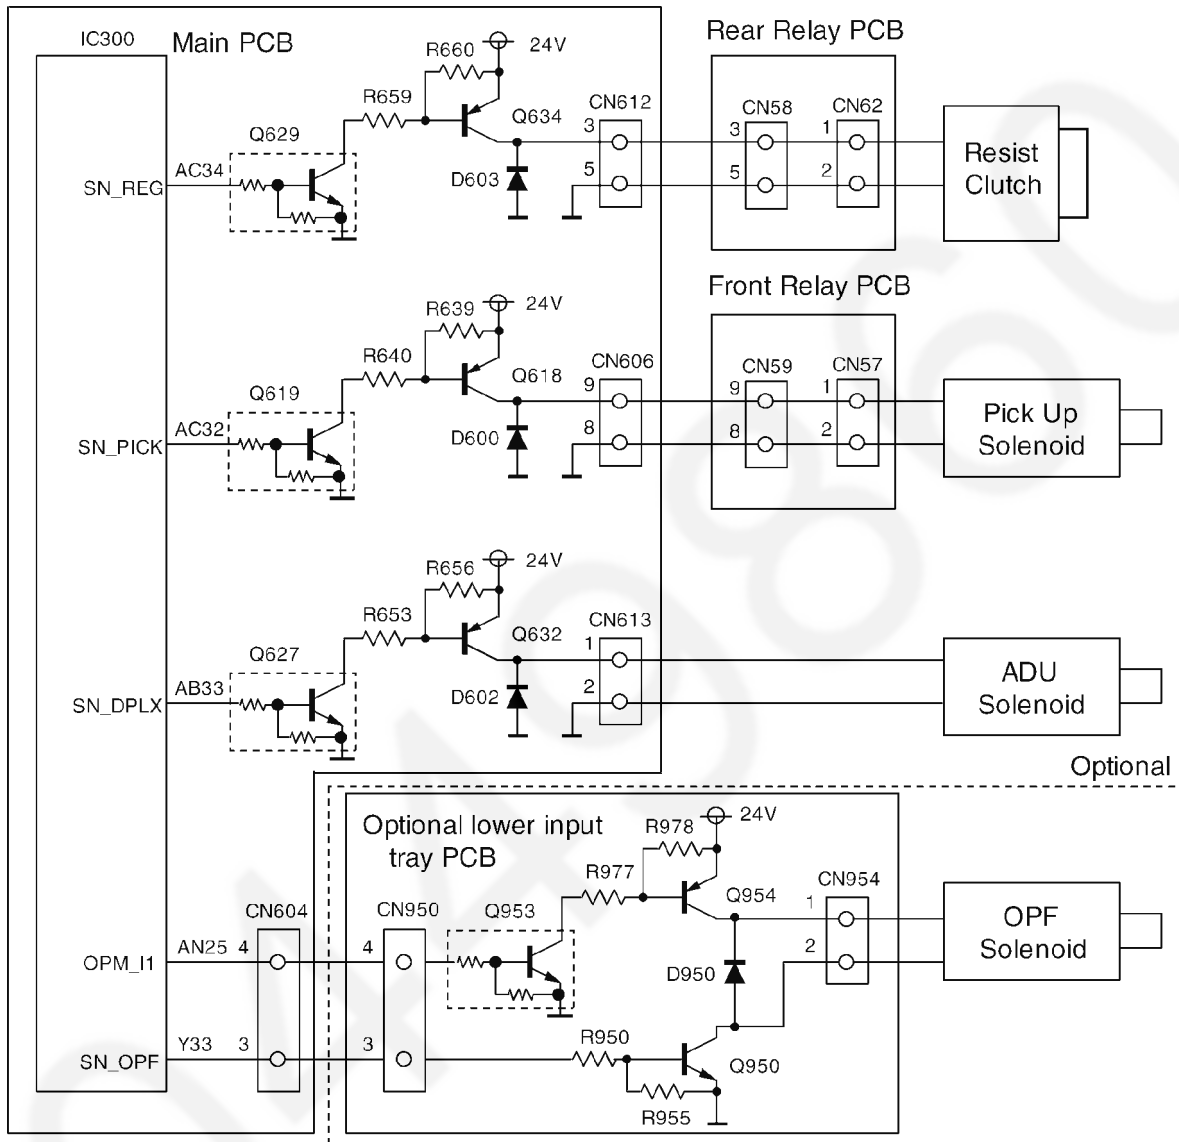 IC300
Main PCB
R660
24V
Rear Relay PCB
R659
Q634
CN612
CN58
CN62
Q629
3
3
1
Resist
Clutch
SN_REG
AC34
D603
5
5
2
24V
Front Relay PCB
R639
R640
Q618
CN606
CN59
CN57
Q619
9
9
1
Pick Up
Solenoid
SN_PICK
AC32
D600
8
8
2
24V
R656
R653
Q632
CN613
Q627
1
ADU
Solenoid
SN_DPLX
AB33
D602
2
Optional
Optional lower input
tray PCB
R978
24V
R977
Q954
CN954
CN604
CN950
Q953
1
OPF
Solenoid
OPM_I1
AN25
4
4
D950
2
R950
SN_OPF
Y33
3
3
Q950
R955